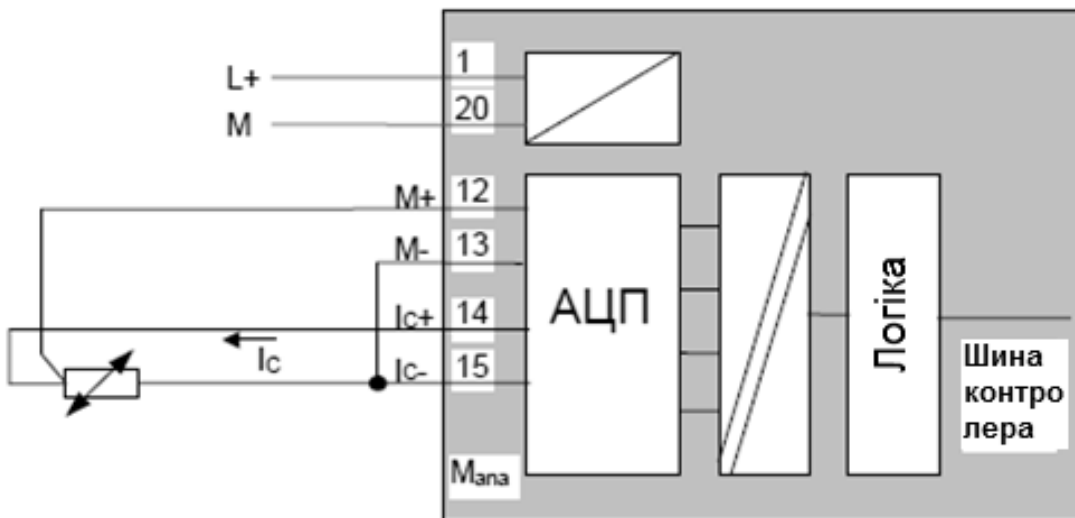 L+ 1
M 20
M+ 12
M- 13
IC+ 14
IC
IC- 15
Mana
АЦП
Логіка
Шина
контро
лера